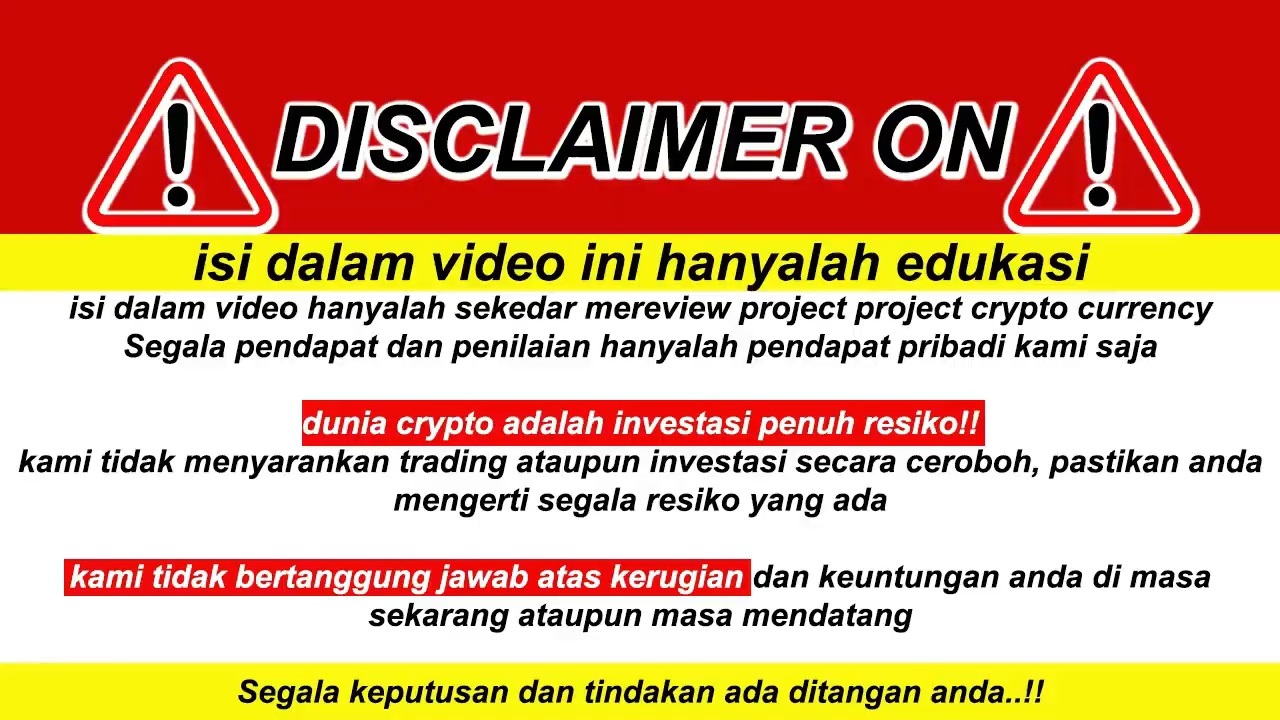 DISCLAIMER ON
isi dalam video ini hanyalah edukasi
isi dalam video hanyalah sekedar mereview project project crypto currency
Segala pendapat dan penilaian hanyalah pendapat pribadi kami saja
dunia crypto adalah investasi penuh resiko!!
kami tidak menyarankan trading ataupun investasi secara ceroboh, pastikan anda
mengerti segala resiko yang ada
kami tidak bertanggung jawab atas kerugian dan keuntungan anda di masa
sekarang ataupun masa mendatang
Segala keputusan dan tindakan ada ditangan anda..!!